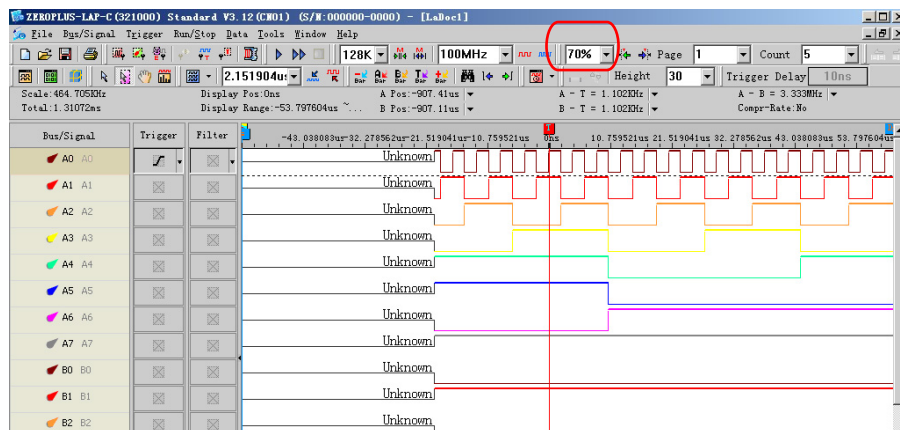 ZEROPLUS-LAP-C(321000) Standard V3.12(CN01) (S/N:000000-0000) - [LaDoc1]
File Bus/Signal Trigger Run/Stop Data Tools Window Help
128K 100MHz 70% Page 1 Count 5
2.151904us Bar Bar Bar Bar Bar Height 30 Trigger Delay 10ns
Scale:464.705KHz Display Pos:0ns A Pos:-907.41us A - T = 1.102KHz A - B = 3.333MHz
Total:1.31072ms Display Range:-53.797604us ~... B Pos:-907.11us B - T = 1.102KHz Compr-Rate:No
Bus/Signal Trigger Filter -43.038083us -32.278562us -21.519041us -10.759521us 0ns 10.759521us 21.519041us 32.278562us 43.038083us 53.797604us
A0 A0 Unknown
A1 A1 Unknown
A2 A2 Unknown
A3 A3 Unknown
A4 A4 Unknown
A5 A5 Unknown
A6 A6 Unknown
A7 A7 Unknown
B0 B0 Unknown
B1 B1 Unknown
B2 B2 Unknown